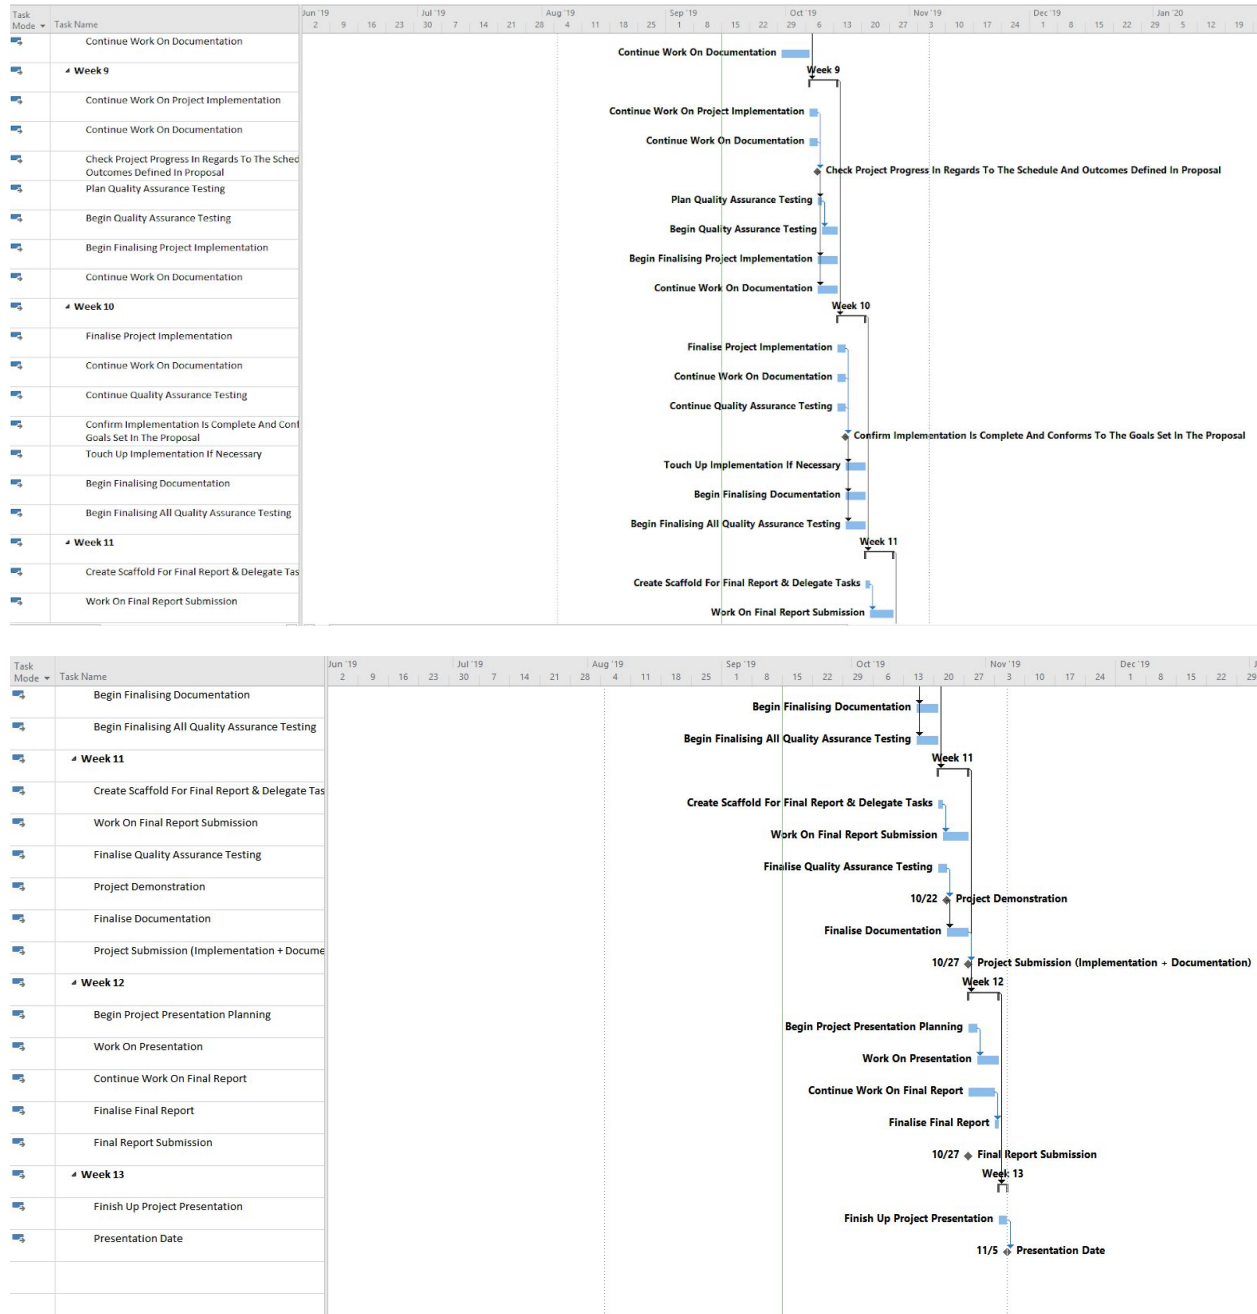 Task
Mode Task Name
Jun '19 Jul '19 Aug '19 Sep '19 Oct '19 Nov '19 Dec '19 Jan '20
2 9 16 23 30 7 14 21 28 4 11 18 25 1 8 15 22 29 6 13 20 27 3 10 17 24 1 8 15 22 29 5 12 19
Continue Work On Documentation
Continue Work On Documentation
Week 9
Week 9
Continue Work On Project Implementation
Continue Work On Project Implementation
Continue Work On Documentation
Continue Work On Documentation
Check Project Progress In Regards To The Sched
Outcomes Defined In Proposal
Check Project Progress In Regards To The Schedule And Outcomes Defined In Proposal
Plan Quality Assurance Testing
Plan Quality Assurance Testing
Begin Quality Assurance Testing
Begin Quality Assurance Testing
Begin Finalising Project Implementation
Begin Finalising Project Implementation
Continue Work On Documentation
Continue Work On Documentation
Week 10
Week 10
Finalise Project Implementation
Finalise Project Implementation
Continue Work On Documentation
Continue Work On Documentation
Continue Quality Assurance Testing
Continue Quality Assurance Testing
Confirm Implementation Is Complete And Conf
Goals Set In The Proposal
Confirm Implementation Is Complete And Conforms To The Goals Set In The Proposal
Touch Up Implementation If Necessary
Touch Up Implementation If Necessary
Begin Finalising Documentation
Begin Finalising Documentation
Begin Finalising All Quality Assurance Testing
Begin Finalising All Quality Assurance Testing
Week 11
Week 11
Create Scaffold For Final Report & Delegate Tas
Create Scaffold For Final Report & Delegate Tasks
Work On Final Report Submission
Work On Final Report Submission
Task
Mode Task Name
Jun '19 Jul '19 Aug '19 Sep '19 Oct '19 Nov '19 Dec '19 J
2 9 16 23 30 7 14 21 28 4 11 18 25 1 8 15 22 29 6 13 20 27 3 10 17 24 1 8 15 22 29
Begin Finalising Documentation
Begin Finalising Documentation
Begin Finalising All Quality Assurance Testing
Begin Finalising All Quality Assurance Testing
Week 11
Week 11
Create Scaffold For Final Report & Delegate Tas
Create Scaffold For Final Report & Delegate Tasks
Work On Final Report Submission
Work On Final Report Submission
Finalise Quality Assurance Testing
Finalise Quality Assurance Testing
Project Demonstration
10/22 Project Demonstration
Finalise Documentation
Finalise Documentation
Project Submission (Implementation + Docume
10/27 Project Submission (Implementation + Documentation)
Week 12
Week 12
Begin Project Presentation Planning
Begin Project Presentation Planning
Work On Presentation
Work On Presentation
Continue Work On Final Report
Continue Work On Final Report
Finalise Final Report
Finalise Final Report
Final Report Submission
10/27 Final Report Submission
Week 13
Week 13
Finish Up Project Presentation
Finish Up Project Presentation
Presentation Date
11/5 Presentation Date